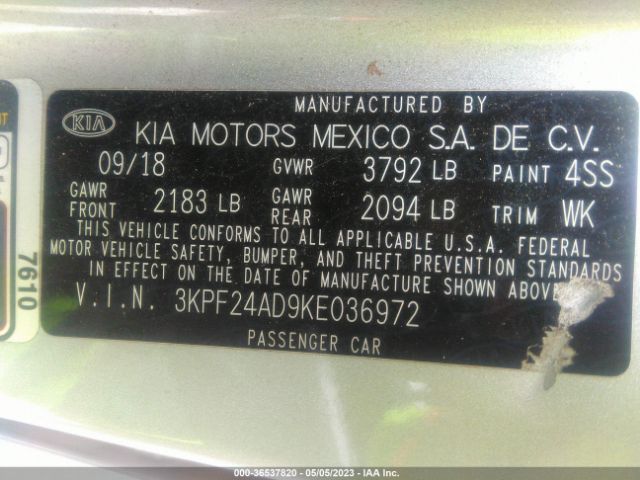 MANUFACTURED BY
KIA KIA MOTORS MEXICO S.A. DE C.V.
09/18 GVWR 3792 LB PAINT 4SS
GAWR FRONT 2183 LB GAWR REAR 2094 LB TRIM WK
THIS VEHICLE CONFORMS TO ALL APPLICABLE U.S.A. FEDERAL
MOTOR VEHICLE SAFETY, BUMPER, AND THEFT PREVENTION STANDARDS
IN EFFECT ON THE DATE OF MANUFACTURE SHOWN ABOVE
V.I.N. 3KPF24AD9KE036972
PASSENGER CAR
7610
000-36537820 - 05/05/2023 - IAA Inc.